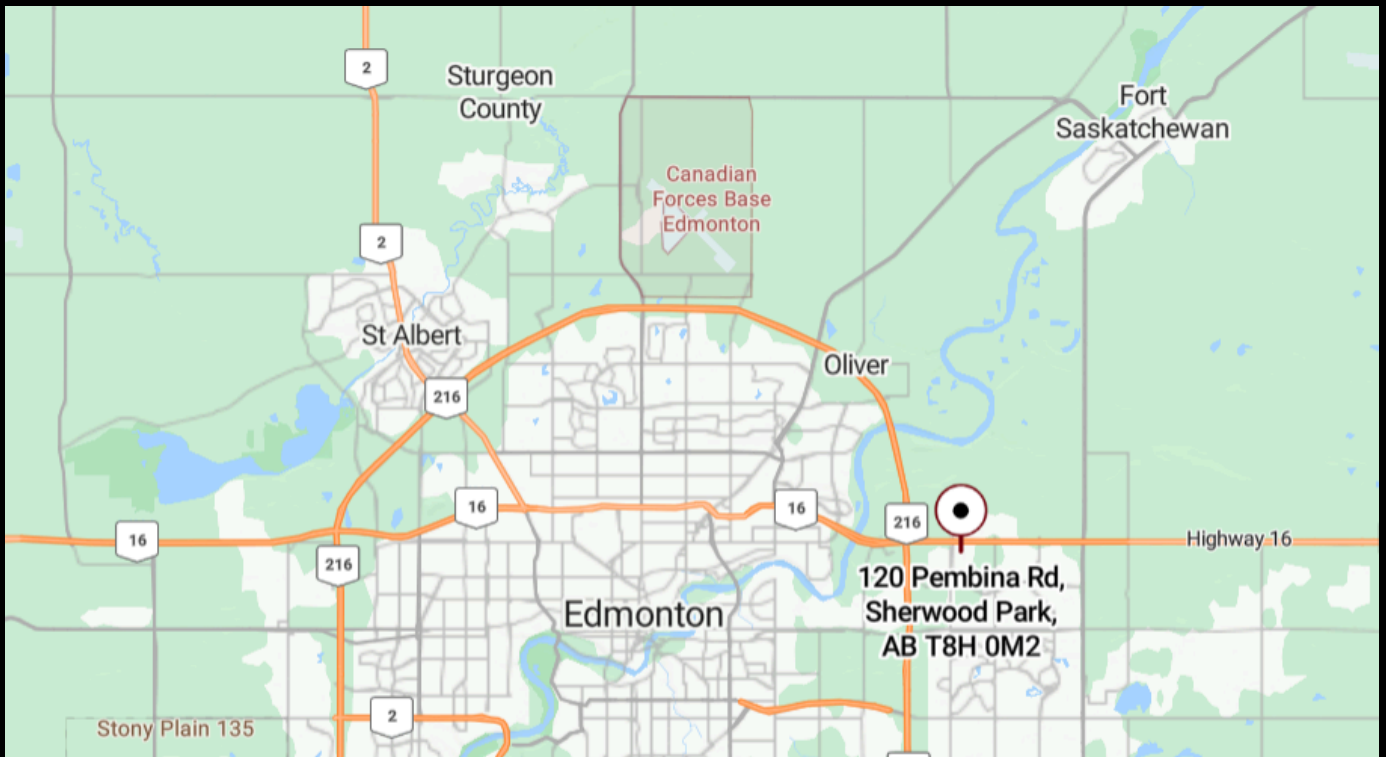 2
Sturgeon
County
Fort
Saskatchewan
Canadian
Forces Base
Edmonton
2
St Albert
Oliver
216
16
16
216
16
Highway 16
216
120 Pembina Rd,
Sherwood Park,
AB T8H 0M2
Edmonton
2
Stony Plain 135